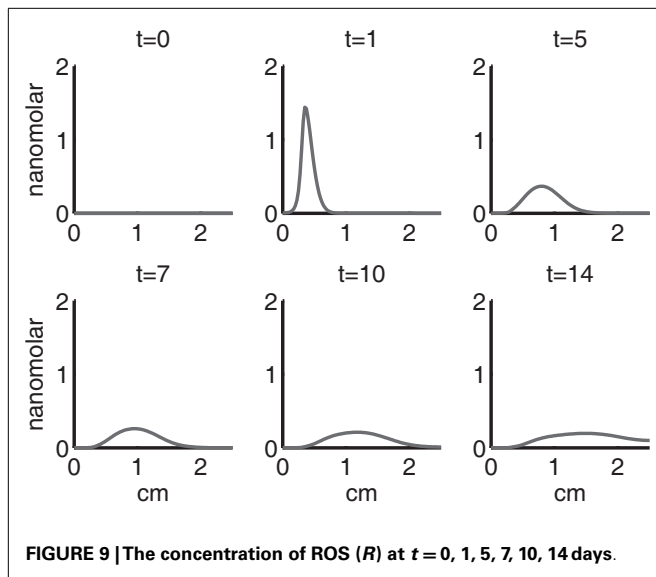 t=0 t=1 t=5
2 2 2
nanomolar
1 1 1
0 0 0
0 1 2 0 1 2 0 1 2
t=7 t=10 t=14
2 2 2
nanomolar
1 1 1
0 0 0
0 1 2 0 1 2 0 1 2
cm cm cm
FIGURE 9 | The concentration of ROS (R) at t = 0, 1, 5, 7, 10, 14 days.